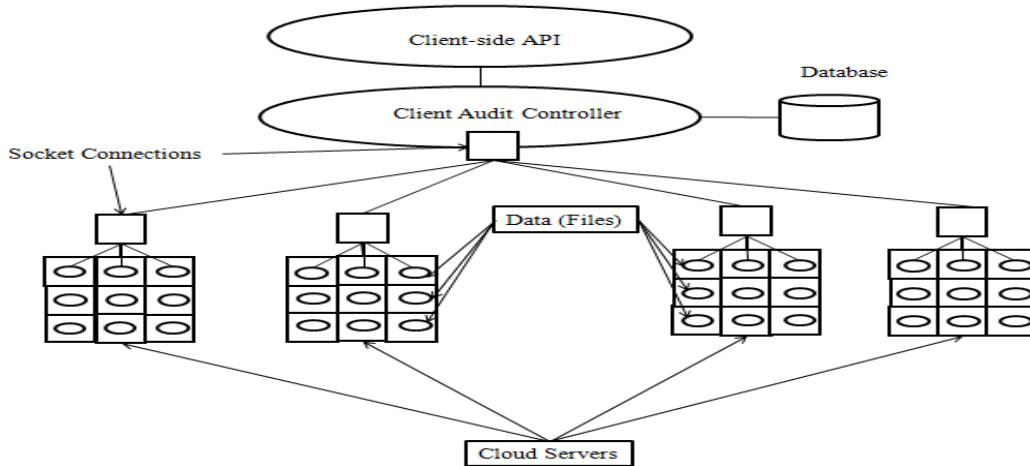 Client-side API
Database
Client Audit Controller
Socket Connections
Data (Files)
Cloud Servers